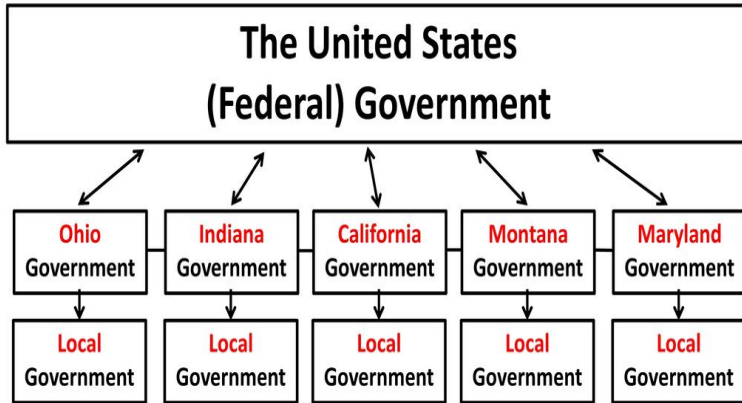 The United States
(Federal) Government
Ohio
Government
Indiana
Government
California
Government
Montana
Government
Maryland
Government
Local
Government
Local
Government
Local
Government
Local
Government
Local
Government